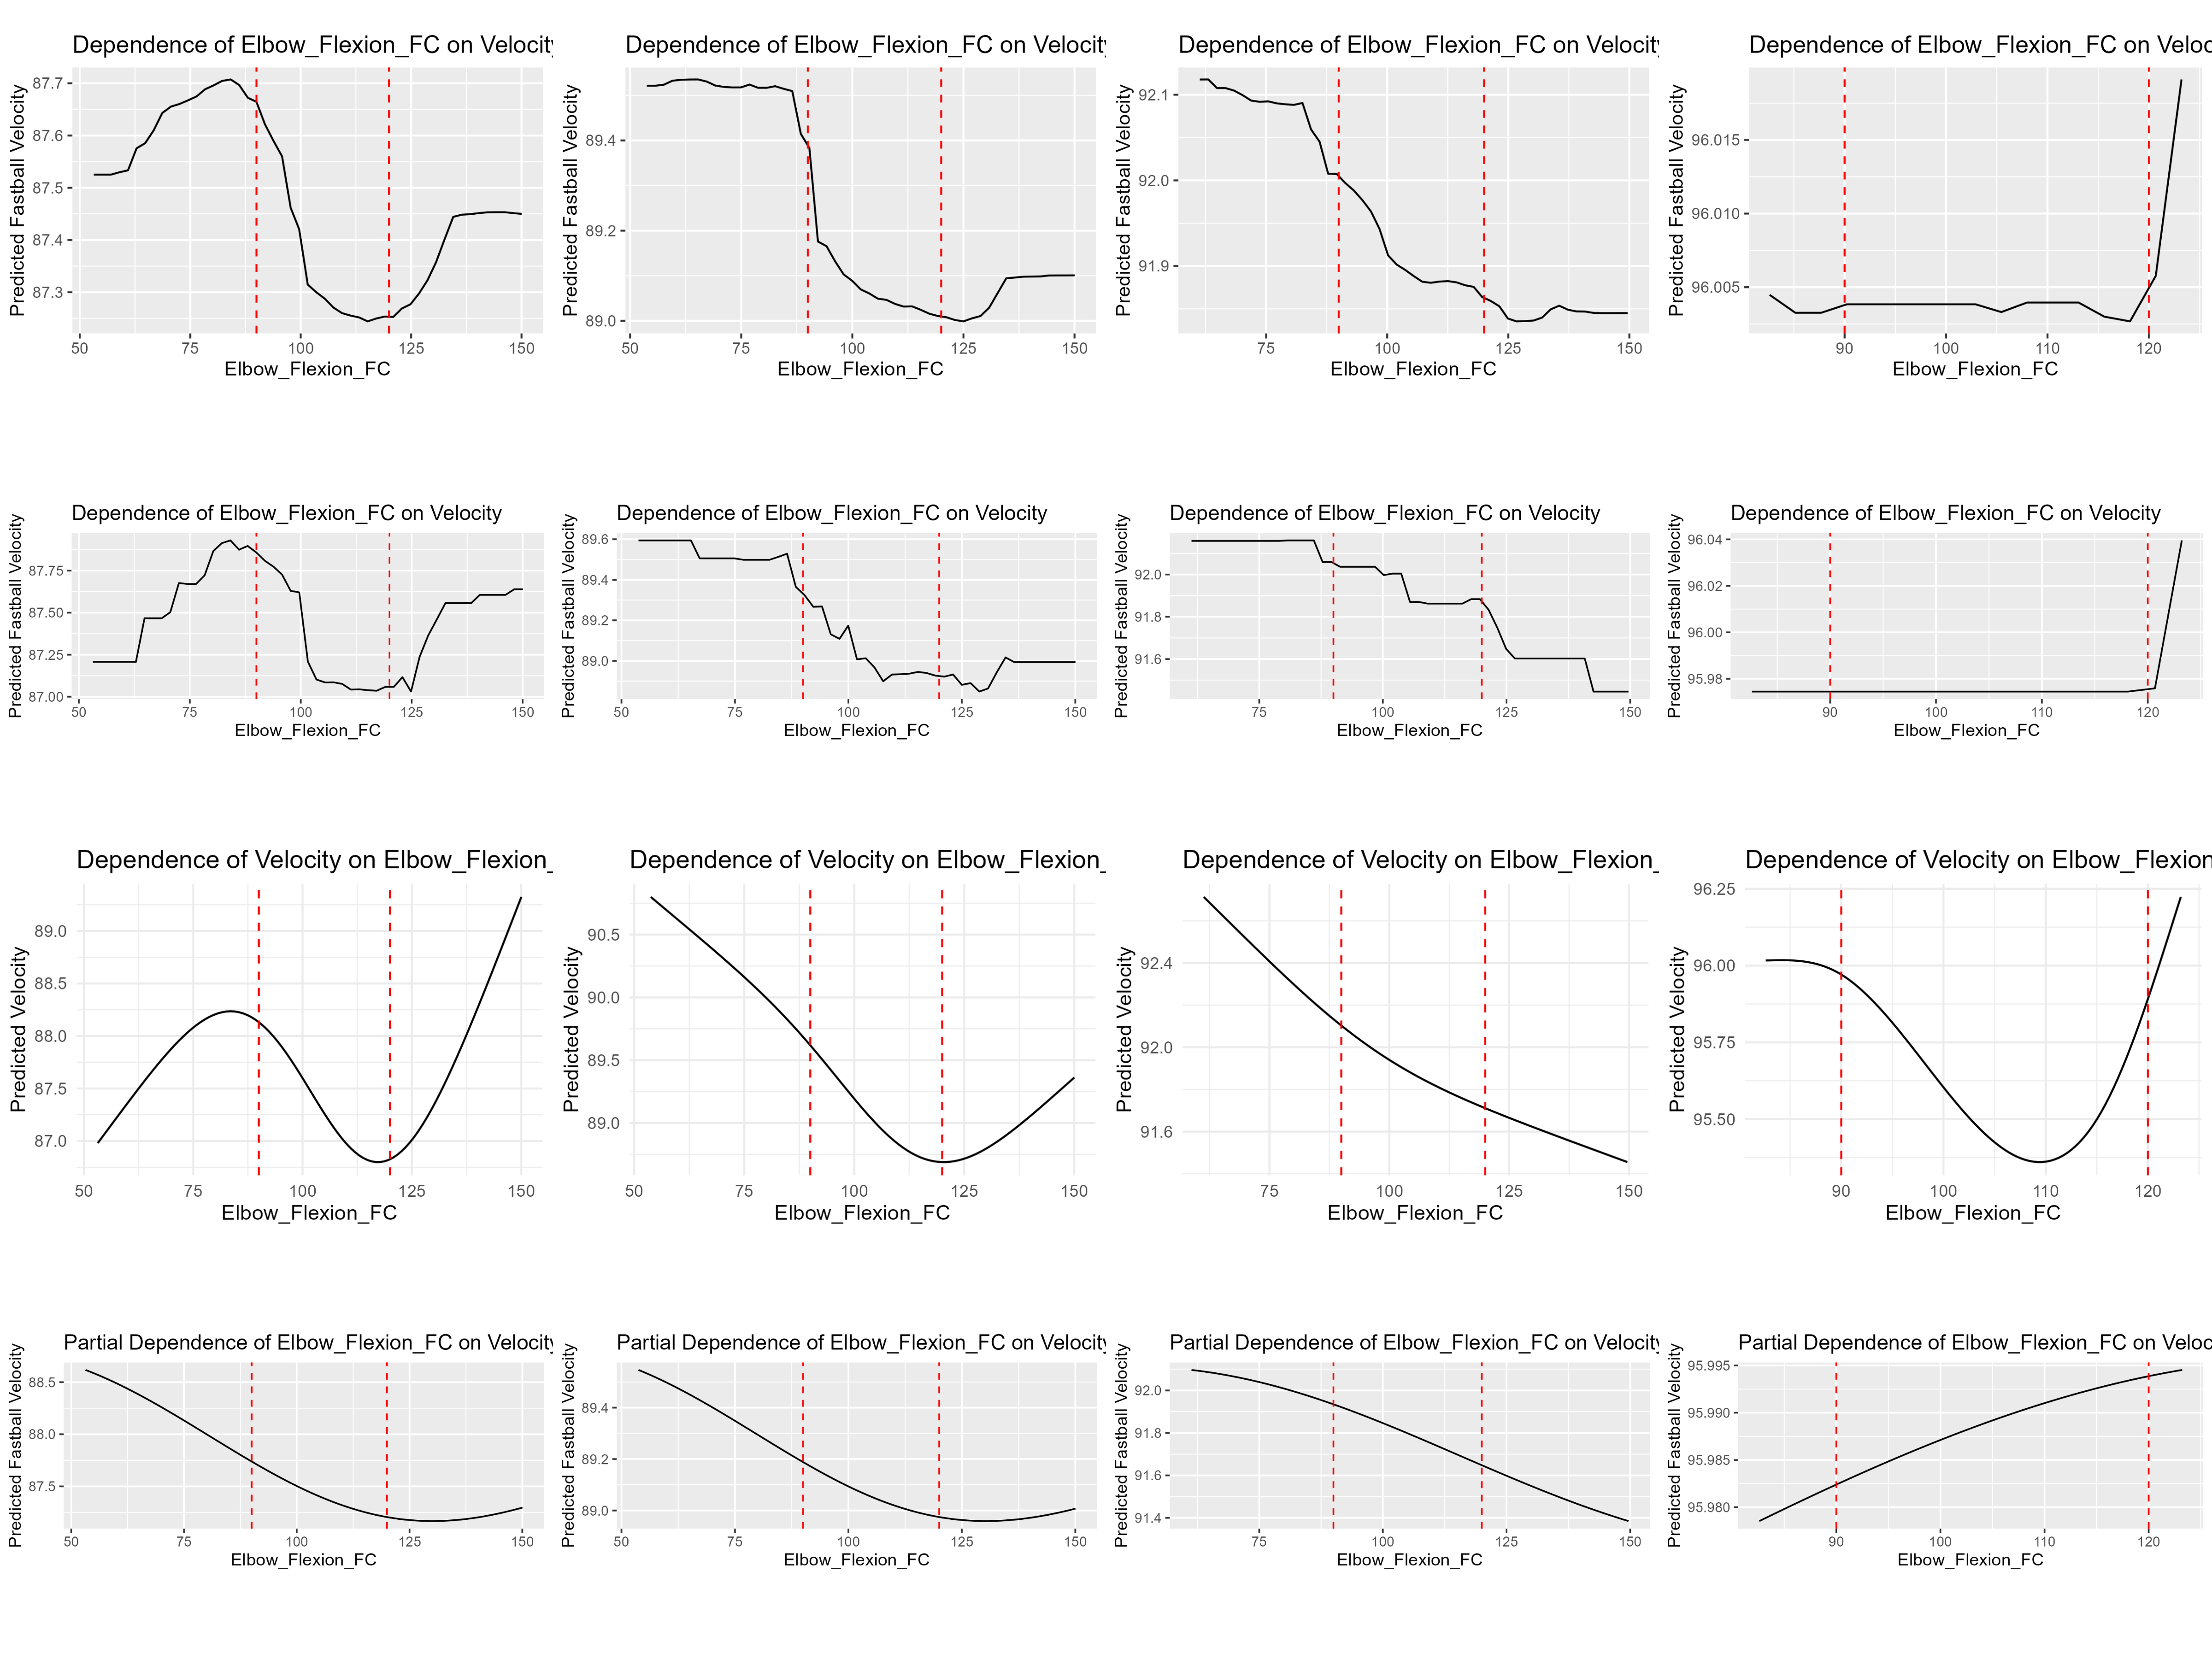 Dependence of Elbow_Flexion_FC on Velocity
Predicted Fastball Velocity
87.7
87.6
87.5
87.4
87.3
50 75 100 125 150
Elbow_Flexion_FC
Dependence of Elbow_Flexion_FC on Velocity
Predicted Fastball Velocity
89.4
89.2
89.0
50 75 100 125 150
Elbow_Flexion_FC
Dependence of Elbow_Flexion_FC on Velocity
Predicted Fastball Velocity
92.1
92.0
91.9
75 100 125 150
Elbow_Flexion_FC
Dependence of Elbow_Flexion_FC on Veloc
Predicted Fastball Velocity
96.015
96.010
96.005
90 100 110 120
Elbow_Flexion_FC
Dependence of Elbow_Flexion_FC on Velocity
Predicted Fastball Velocity
87.75
87.50
87.25
87.00
50 75 100 125 150
Elbow_Flexion_FC
Dependence of Elbow_Flexion_FC on Velocity
Predicted Fastball Velocity
89.6
89.4
89.2
89.0
50 75 100 125 150
Elbow_Flexion_FC
Dependence of Elbow_Flexion_FC on Velocity
Predicted Fastball Velocity
92.0
91.8
91.6
75 100 125 150
Elbow_Flexion_FC
Dependence of Elbow_Flexion_FC on Velocity
Predicted Fastball Velocity
96.04
96.02
96.00
95.98
90 100 110 120
Elbow_Flexion_FC
Dependence of Velocity on Elbow_Flexion_
Predicted Velocity
89.0
88.5
88.0
87.5
87.0
50 75 100 125 150
Elbow_Flexion_FC
Dependence of Velocity on Elbow_Flexion_
Predicted Velocity
90.5
90.0
89.5
89.0
50 75 100 125 150
Elbow_Flexion_FC
Dependence of Velocity on Elbow_Flexion_
Predicted Velocity
92.4
92.0
91.6
75 100 125 150
Elbow_Flexion_FC
Dependence of Velocity on Elbow_Flexion
Predicted Velocity
96.25
96.00
95.75
95.50
90 100 110 120
Elbow_Flexion_FC
Partial Dependence of Elbow_Flexion_FC on Velocity
Predicted Fastball Velocity
88.5
88.0
87.5
50 75 100 125 150
Elbow_Flexion_FC
Partial Dependence of Elbow_Flexion_FC on Velocity
Predicted Fastball Velocity
89.4
89.2
89.0
50 75 100 125 150
Elbow_Flexion_FC
Partial Dependence of Elbow_Flexion_FC on Velocity
Predicted Fastball Velocity
92.0
91.8
91.6
91.4
75 100 125 150
Elbow_Flexion_FC
Partial Dependence of Elbow_Flexion_FC on Veloc
Predicted Fastball Velocity
95.995
95.990
95.985
95.980
90 100 110 120
Elbow_Flexion_FC